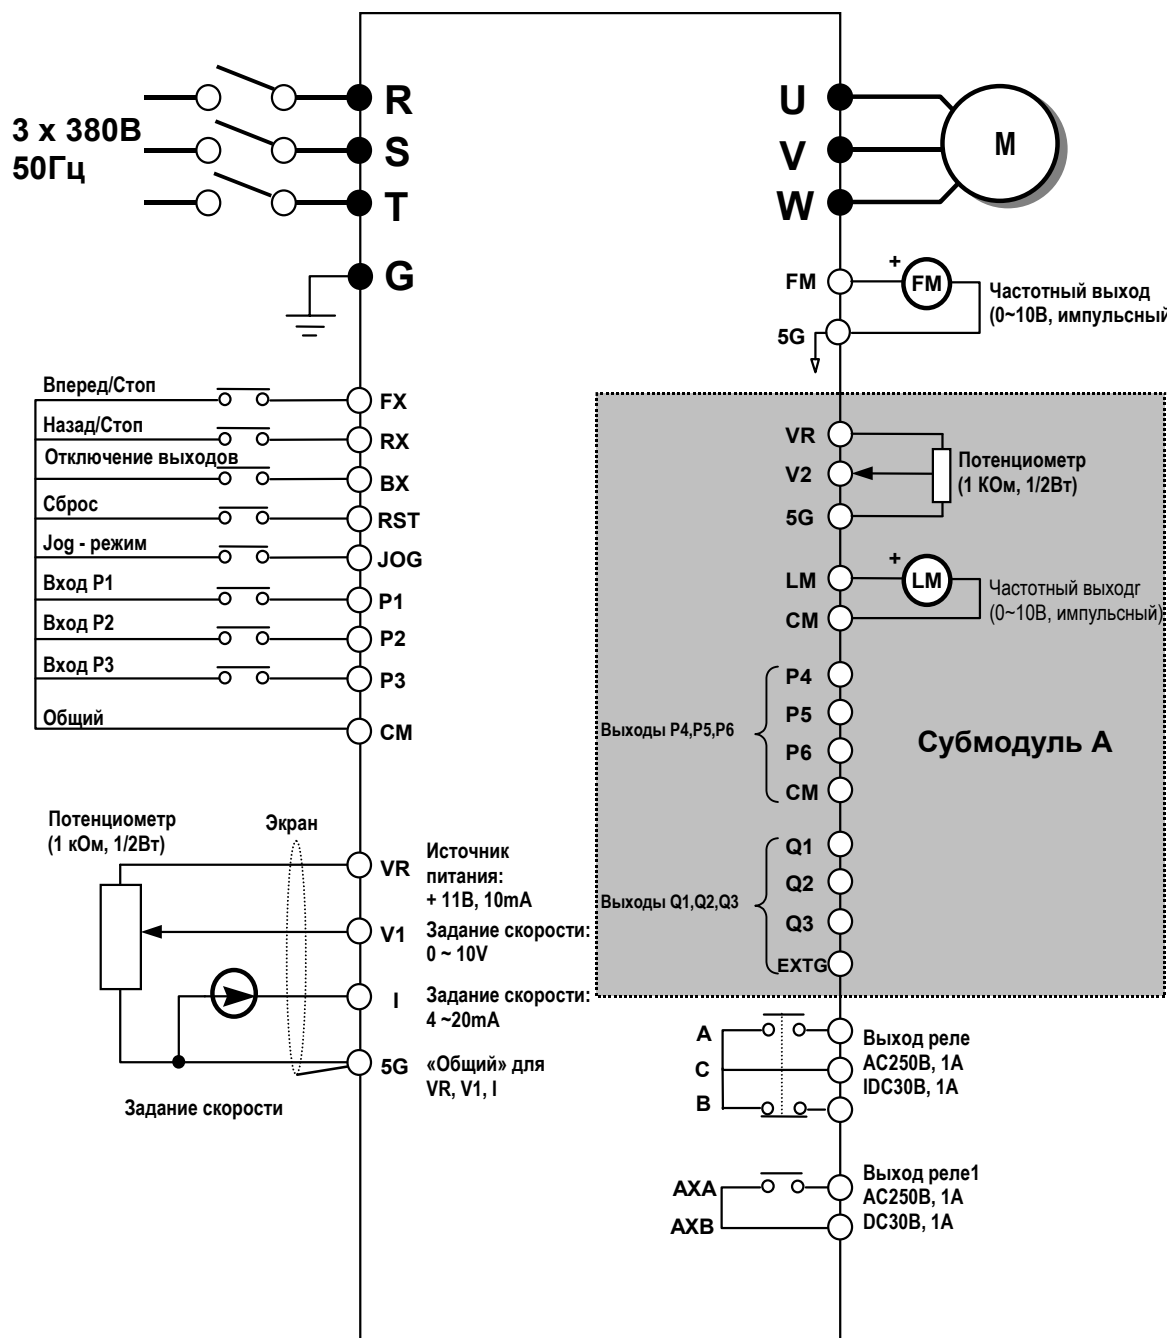 3 x 380В
50Гц
R
S
T
G
U
V
W
M
FM
+
FM
5G
Частотный выход
(0~10В, импульсный
Вперед/Стоп
FX
Назад/Стоп
RX
Отключение выходов
BX
Сброс
RST
Jog - режим
JOG
Вход P1
P1
Вход P2
P2
Вход P3
P3
Общий
CM
VR
V2
5G
Потенциометр
(1 КОм, 1/2Вт)
LM
+
LM
CM
Частотный выходг
(0~10В, импульсный)
P4
P5
P6
CM
Выходы P4,P5,P6
Субмодуль А
Q1
Q2
Q3
EXTG
Выходы Q1,Q2,Q3
Потенциометр
(1 кОм, 1/2Вт)
Экран
VR
Источник
питания:
+ 11В, 10mA
V1
Задание скорости:
0 ~ 10V
I
Задание скорости:
4 ~20mA
5G
«Общий» для
VR, V1, I
Задание скорости
A
C
B
Выход реле
AC250В, 1А
IDC30В, 1А
AXA
AXB
Выход реле1
AC250В, 1А
DC30В, 1А